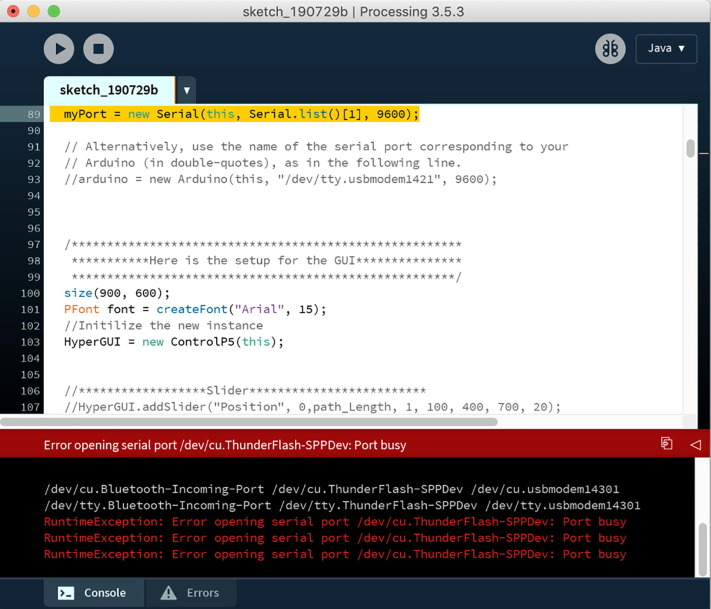 sketch_190729b | Processing 3.5.3
Java ▼
sketch_190729b ▼
89 myPort = new Serial(this, Serial.list()[1], 9600);
90
91 // Alternatively, use the name of the serial port corresponding to your
92 // Arduino (in double-quotes), as in the following line.
93 //arduino = new Arduino(this, "/dev/tty.usbmodem1421", 9600);
94
95
96
97 /*******************************************************
98 ***********Here is the setup for the GUI***************
99 ******************************************************/
100 size(900, 600);
101 PFont font = createFont("Arial", 15);
102 //Initilize the new instance
103 HyperGUI = new ControlP5(this);
104
105
106 //******************Slider*************************
107 //HyperGUI.addSlider("Position", 0,path_Length, 1, 100, 400, 700, 20);
Error opening serial port /dev/cu.ThunderFlash-SPPDev: Port busy
/dev/cu.Bluetooth-Incoming-Port /dev/cu.ThunderFlash-SPPDev /dev/cu.usbmodem14301
/dev/tty.Bluetooth-Incoming-Port /dev/tty.ThunderFlash-SPPDev /dev/tty.usbmodem14301
RuntimeException: Error opening serial port /dev/cu.ThunderFlash-SPPDev: Port busy
RuntimeException: Error opening serial port /dev/cu.ThunderFlash-SPPDev: Port busy
RuntimeException: Error opening serial port /dev/cu.ThunderFlash-SPPDev: Port busy
Console
Errors